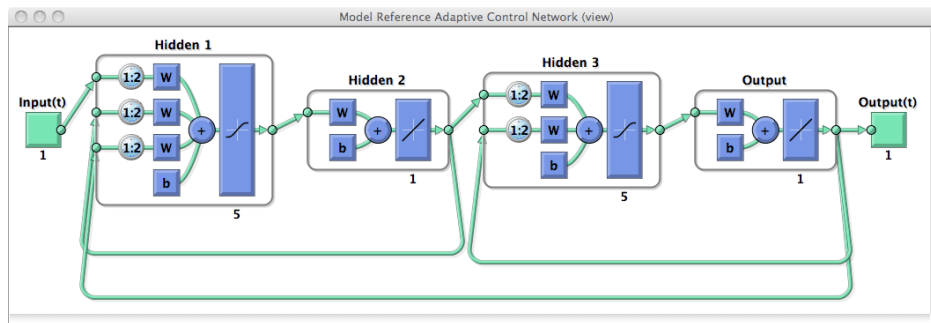 Model Reference Adaptive Control Network (view)
Hidden 1
Hidden 2
Hidden 3
Output
Input(t)
Output(t)
1:2
W
1:2
W
1:2
W
b
+
5
W
b
+
1
1:2
W
1:2
W
b
+
5
W
b
+
1
1
1